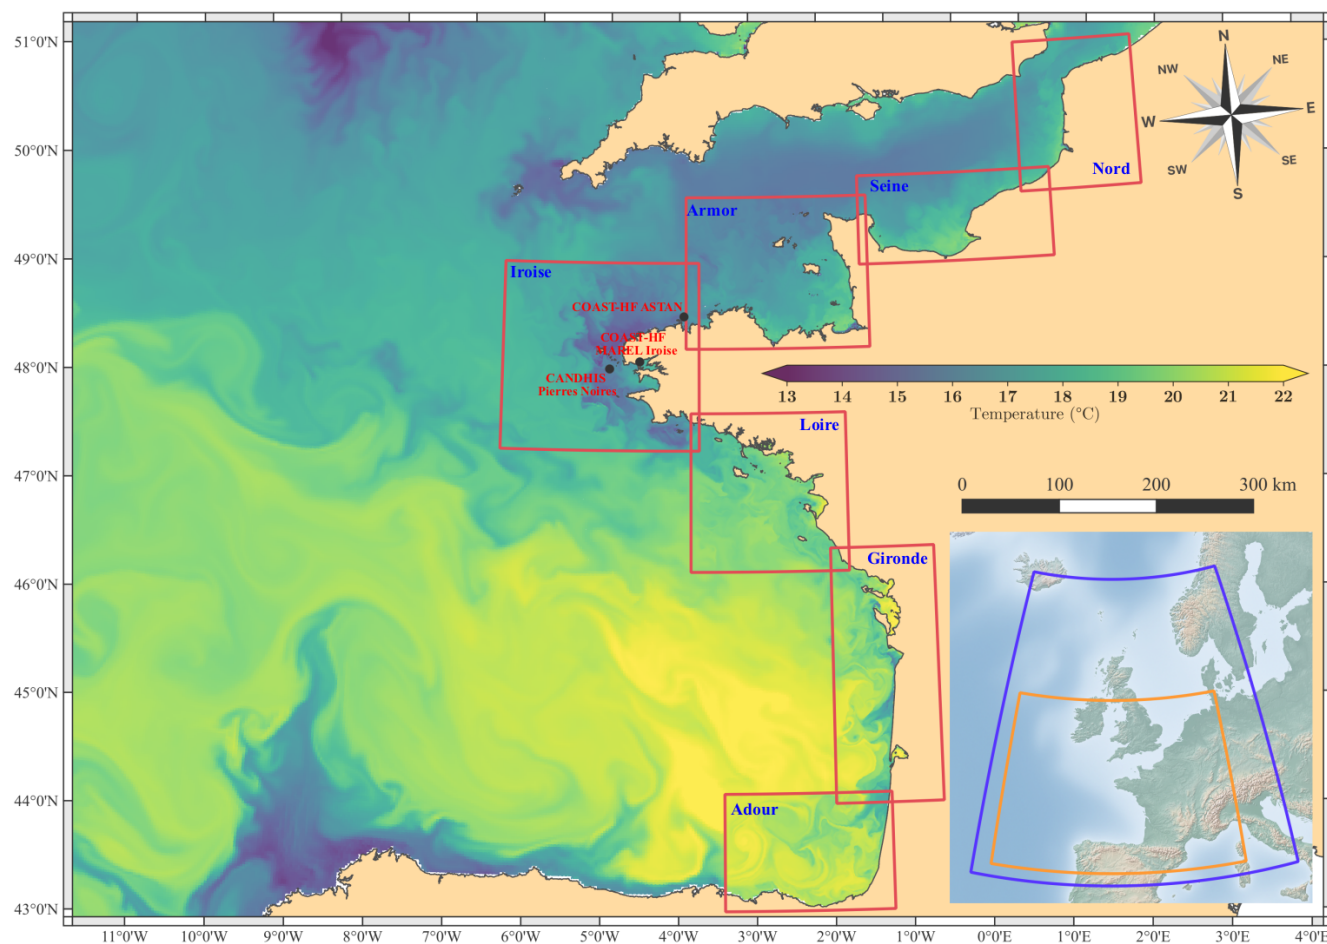 51°0'N
50°0'N
49°0'N
48°0'N
47°0'N
46°0'N
45°0'N
44°0'N
43°0'N
N
NW
NE
W
E
SW
SE
S
Nord
Seine
Armor
Iroise
COAST-HF ASTAN
COAST-HF
MAREL Iroise
CANDHIS
Pierres Noires
13 14 15 16 17 18 19 20 21 22
Temperature (°C)
Loire
0 100 200 300 km
Gironde
Adour
11°0'W 10°0'W 9°0'W 8°0'W 7°0'W 6°0'W 5°0'W 4°0'W 3°0'W 2°0'W 1°0'W 0°0'E 1°0'E 2°0'E 3°0'E 4°0'E